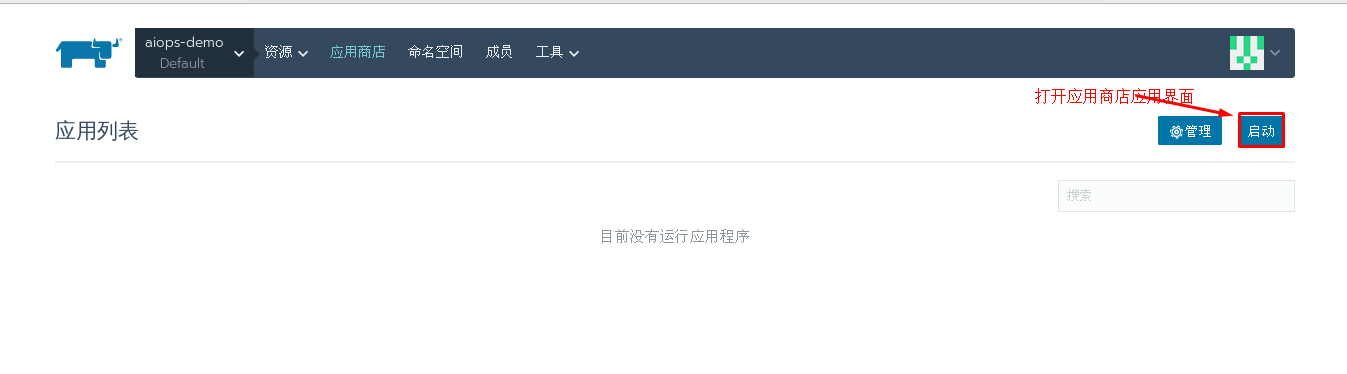 aiops-demo
Default
资源
应用商店
命名空间
成员
工具
打开应用商店应用界面
应用列表
管理
启动
搜索
目前没有运行应用程序